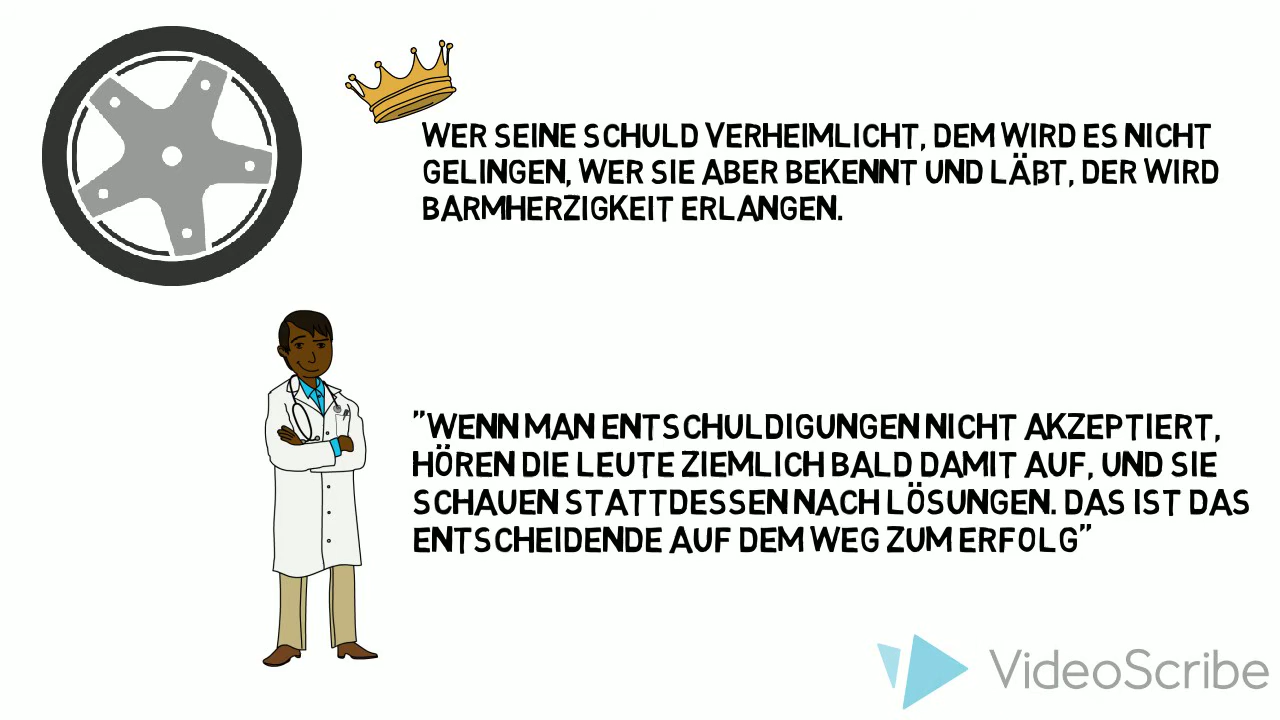 WER SEINE SCHULD VERHEIMLICHT, DEM WIRD ES NICHT
GELINGEN, WER SIE ABER BEKENNT UND LÄBT, DER WIRD
BARMHERZIGKEIT ERLANGEN.
"WENN MAN ENTSCHULDIGUNGEN NICHT AKZEPTIERT,
HÖREN DIE LEUTE ZIEMLICH BALD DAMIT AUF, UND SIE
SCHAUEN STATTDESSEN NACH LÖSUNGEN. DAS IST DAS
ENTSCHEIDENDE AUF DEM WEG ZUM ERFOLG"
VideoScribe